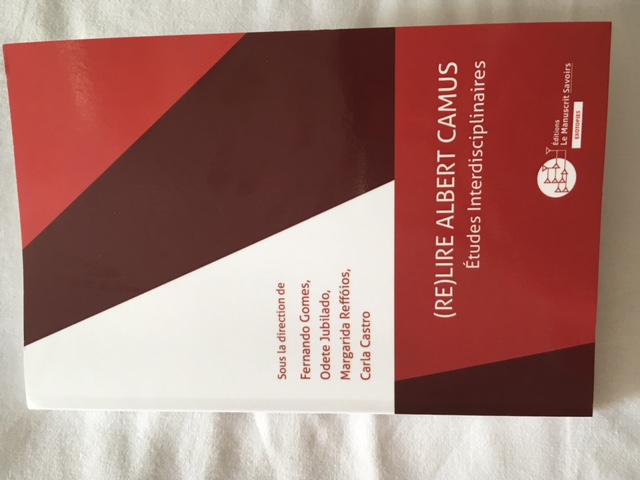 Sous la direction de
Fernando Gomes,
Odete Jubilado,
Margarida Reffóios,
Carla Castro
(RE)LIRE ALBERT CAMUS
Études Interdisciplinaires
Éditions
Le Manuscrit Savoirs
EXOTOPIES